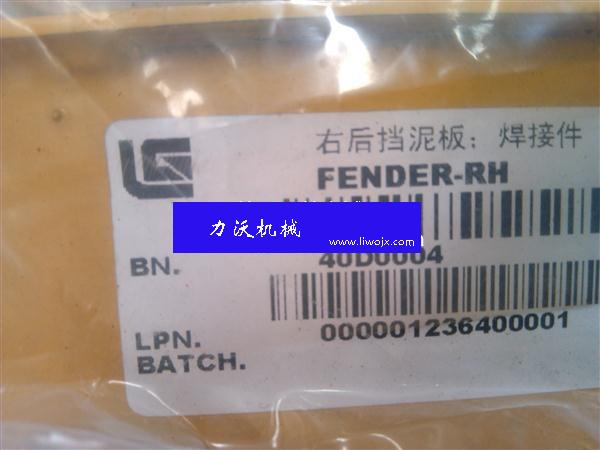 右后挡泥板; 焊接件
FENDER-RH
力沃机械
www.liwojx.com
BN.
40D0004
LPN.
000001236400001
BATCH.